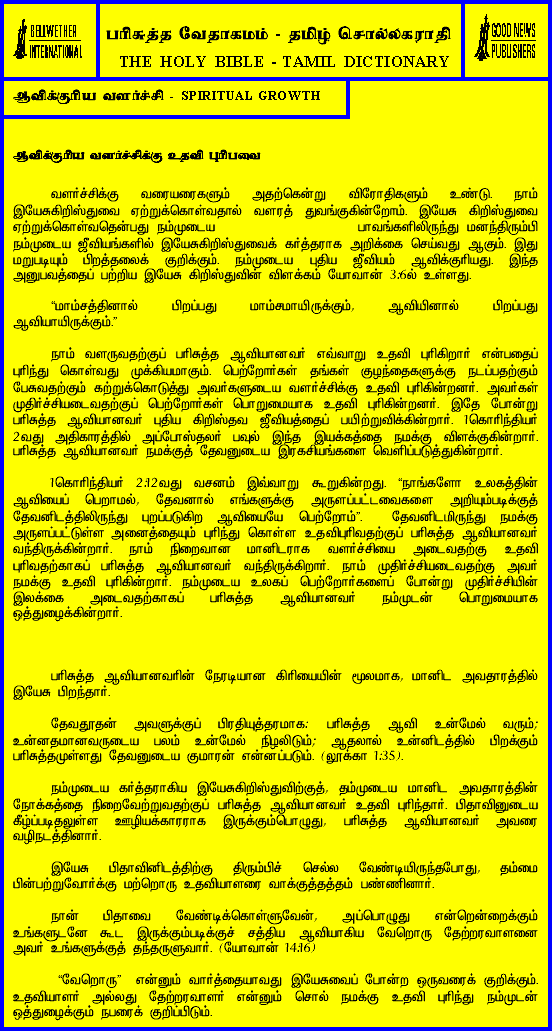 BELLWETHER
INTERNATIONAL
பரிசுத்த வேதாகமம் - தமிழ் சொல்லகராதி
THE HOLY BIBLE - TAMIL DICTIONARY
GOOD NEWS
PUBLISHERS
ஆவிக்குரிய வளர்ச்சி - SPIRITUAL GROWTH
ஆவிக்குரிய வளர்ச்சிக்கு உதவி புரிபவை
வளர்ச்சிக்கு வரையரைகளும் அதற்கென்று விரோதிகளும் உண்டு. நாம்
இயேசுகிறிஸ்துவை ஏற்றுக்கொள்வதால் வளரத் துவங்குகின்றோம். இயேசு கிறிஸ்துவை
ஏற்றுக்கொள்வதென்பது நம்முடைய பாவங்களிலிருந்து மனந்திரும்பி
நம்முடைய ஜீவியங்களில் இயேசுகிறிஸ்துவைக் கர்த்தராக அறிக்கை செய்வது ஆகும். இது
மறுபடியும் பிறத்தலைக் குறிக்கும். நம்முடைய புதிய ஜீவியம் ஆவிக்குரியது. இந்த
அனுபவத்தைப் பற்றிய இயேசு கிறிஸ்துவின் விளக்கம் யோவான் 3:6ல் உள்ளது.
“மாம்சத்தினால் பிறப்பது மாம்சமாயிருக்கும், ஆவியினால் பிறப்பது
ஆவியாயிருக்கும்.”
நாம் வளருவதற்குப் பரிசுத்த ஆவியானவர் எவ்வாறு உதவி புரிகிறார் என்பதைப்
புரிந்து கொள்வது முக்கியமாகும். பெற்றோர்கள் தங்கள் குழந்தைகளுக்கு நடப்பதற்கும்
பேசுவதற்கும் கற்றுக்கொடுத்து அவர்களுடைய வளர்ச்சிக்கு உதவி புரிகின்றனர். அவர்கள்
முதிர்ச்சியடைவதற்குப் பெற்றோர்கள் பொறுமையாக உதவி புரிகின்றனர். இதே போன்று
பரிசுத்த ஆவியானவர் புதிய கிறிஸ்தவ ஜீவியத்தைப் பயிற்றுவிக்கின்றார். 1கொரிந்தியர்
2வது அதிகாரத்தில் அப்போஸ்தலர் பவுல் இந்த இயக்கத்தை நமக்கு விளக்குகின்றார்.
பரிசுத்த ஆவியானவர் நமக்குத் தேவனுடைய இரகசியங்களை வெளிப்படுத்துகின்றார்.
1கொரிந்தியர் 2:12வது வசனம் இவ்வாறு கூறுகின்றது. “நாங்களோ உலகத்தின்
ஆவியைப் பெறாமல், தேவனால் எங்களுக்கு அருளப்பட்டவைகளை அறியும்படிக்குத்
தேவனிடத்திலிருந்து புறப்படுகிற ஆவியையே பெற்றோம்”. தேவனிடமிருந்து நமக்கு
அருளப்பட்டுள்ள அனைத்தையும் புரிந்து கொள்ள உதவிபுரிவதற்குப் பரிசுத்த ஆவியானவர்
வந்திருக்கின்றார். நாம் நிறைவான மானிடராக வளர்ச்சியை அடைவதற்கு உதவி
புரிவதற்காகப் பரிசுத்த ஆவியானவர் வந்திருக்கிறார். நாம் முதிர்ச்சியடைவதற்கு அவர்
நமக்கு உதவி புரிகின்றார். நம்முடைய உலகப் பெற்றோர்களைப் போன்று முதிர்ச்சியின்
இலக்கை அடைவதற்காகப் பரிசுத்த ஆவியானவர் நம்முடன் பொறுமையாக
ஒத்துழைக்கின்றார்.
பரிசுத்த ஆவியானவரின் நேரடியான கிரியையின் மூலமாக, மானிட அவதாரத்தில்
இயேசு பிறந்தார்.
தேவதூதன் அவளுக்குப் பிரதியுத்தரமாக: பரிசுத்த ஆவி உன்மேல் வரும்;
உன்னதமானவருடைய பலம் உன்மேல் நிழலிடும்; ஆதலால் உன்னிடத்தில் பிறக்கும்
பரிசுத்தமுள்ளது தேவனுடைய குமாரன் என்னப்படும். (லூக்கா 1:35).
நம்முடைய கர்த்தராகிய இயேசுகிறிஸ்துவிற்குத், தம்முடைய மானிட அவதாரத்தின்
நோக்கத்தை நிறைவேற்றுவதற்குப் பரிசுத்த ஆவியானவர் உதவி புரிந்தார். பிதாவினுடைய
கீழ்ப்படிதலுள்ள ஊழியக்காரராக இருக்கும்பொழுது, பரிசுத்த ஆவியானவர் அவரை
வழிநடத்தினார்.
இயேசு பிதாவினிடத்திற்கு திரும்பிச் செல்ல வேண்டியிருந்தபோது, தம்மை
பின்பற்றுவோர்க்கு மற்றொரு உதவியாளரை வாக்குத்தத்தம் பண்ணினார்.
நான் பிதாவை வேண்டிக்கொள்ளுவேன், அப்பொழுது என்றென்றைக்கும்
உங்களுடனே கூட இருக்கும்படிக்குச் சத்திய ஆவியாகிய வேறொரு தேற்றரவாளனை
அவர் உங்களுக்குத் தந்தருளுவார். (யோவான் 14:16)
“வேறொரு” என்னும் வார்த்தையாவது இயேசுவைப் போன்ற ஒருவரைக் குறிக்கும்.
உதவியாளர் அல்லது தேற்றரவாளர் என்னும் சொல் நமக்கு உதவி புரிந்து நம்முடன்
ஒத்துழைக்கும் நபரைக் குறிப்பிடும்.